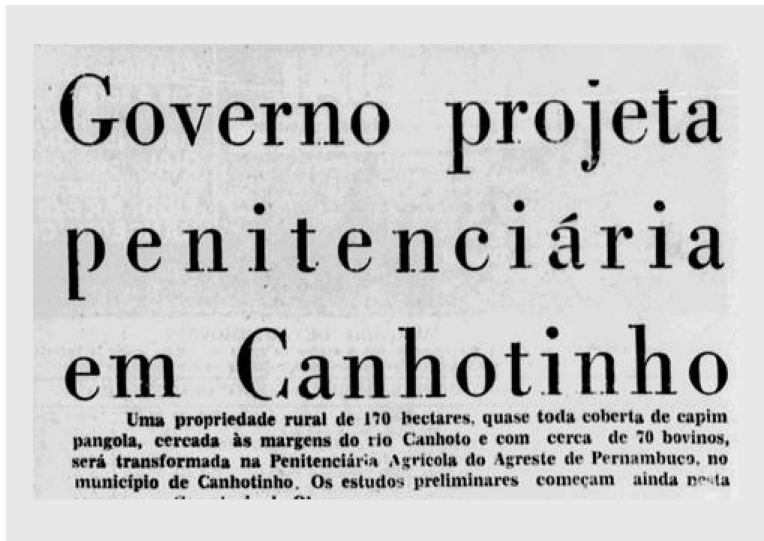 Governo projeta
penitenciária
em Canhotinho
Uma propriedade rural de 170 hectares, quase toda coberta de capim
pangola, cercada às margens do rio Canhoto e com cerca de 70 bovinos,
será transformada na Penitenciária Agrícola do Agreste de Pernambuco, no
município de Canhotinho. Os estudos preliminares começam ainda nesta